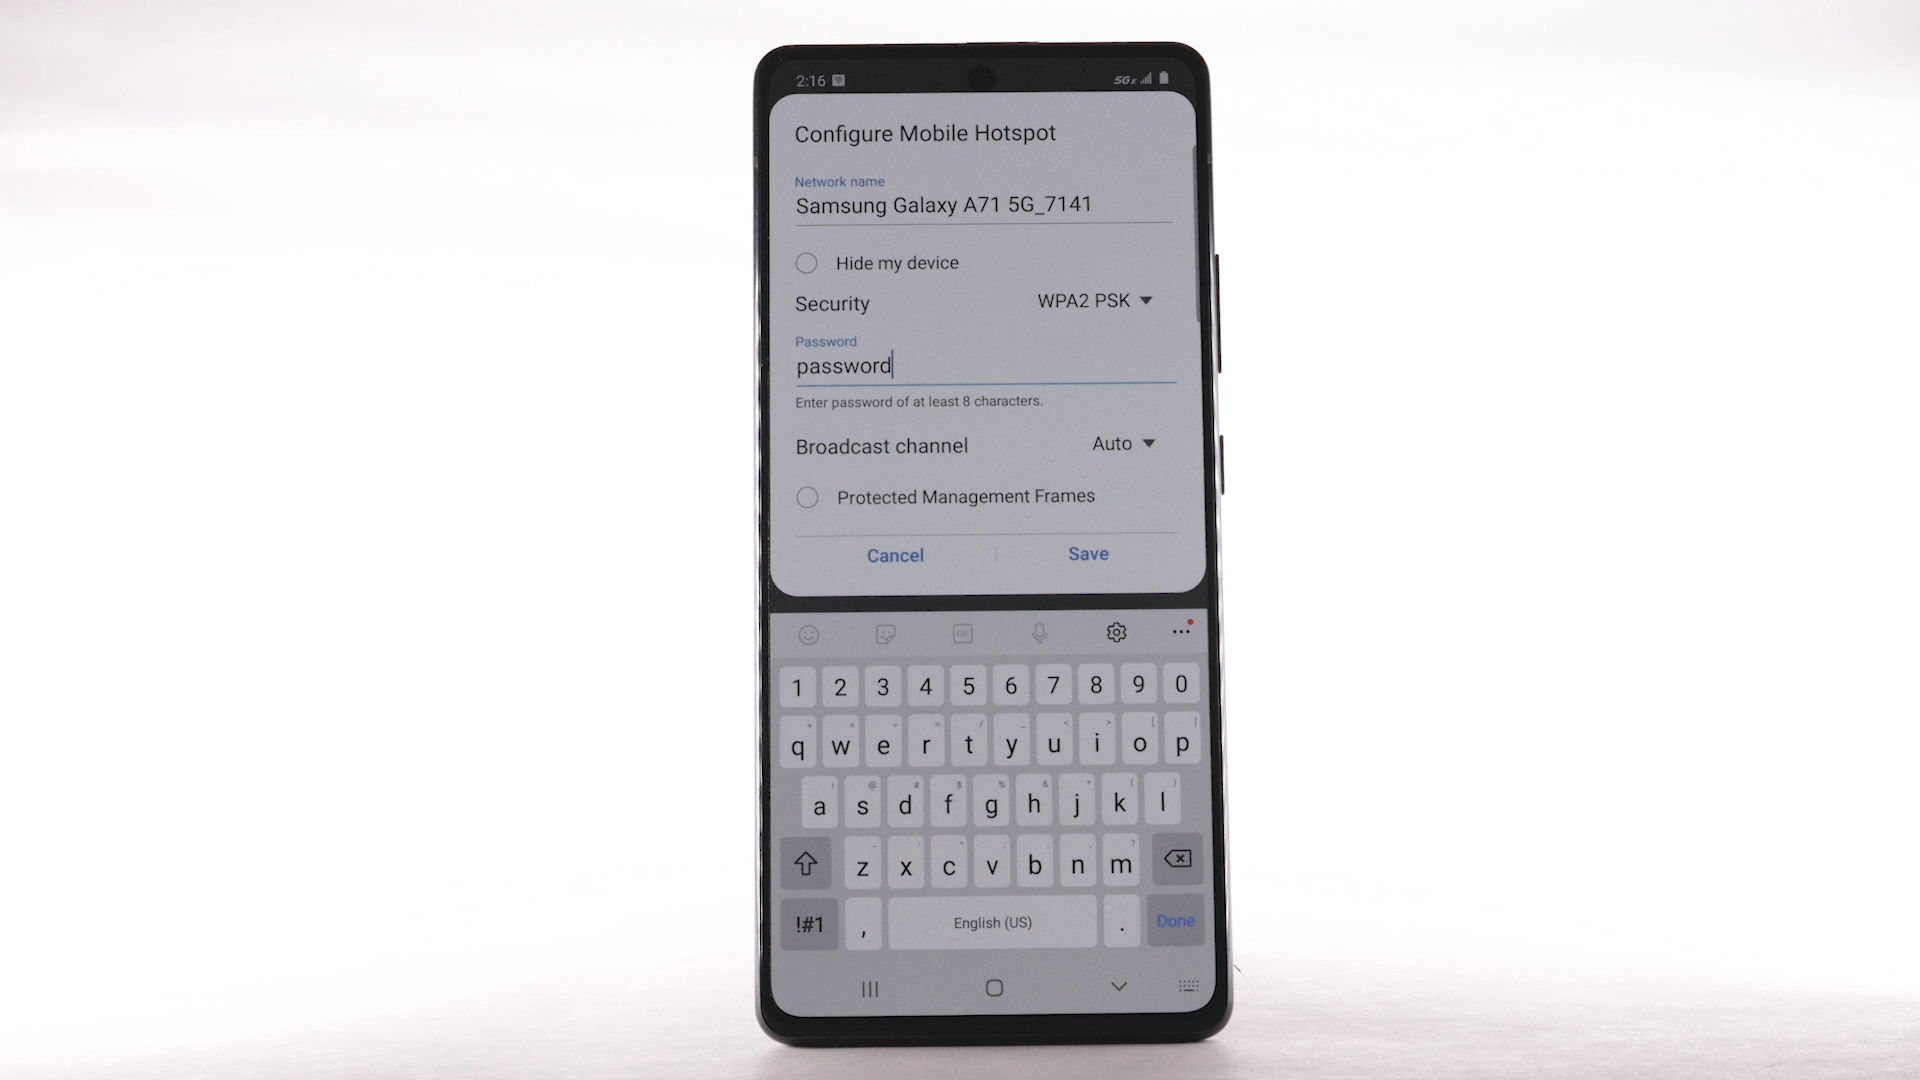 2:16 5GE
Configure Mobile Hotspot
Network name
Samsung Galaxy A71 5G_7141
Hide my device
Security WPA2 PSK
Password
password
Enter password of at least 8 characters.
Broadcast channel Auto
Protected Management Frames
Cancel Save
GIF
1 2 3 4 5 6 7 8 9 0
q w e r t y u i o p
a s d f g h j k l
z x c v b n m
!#1 , English (US) . Done